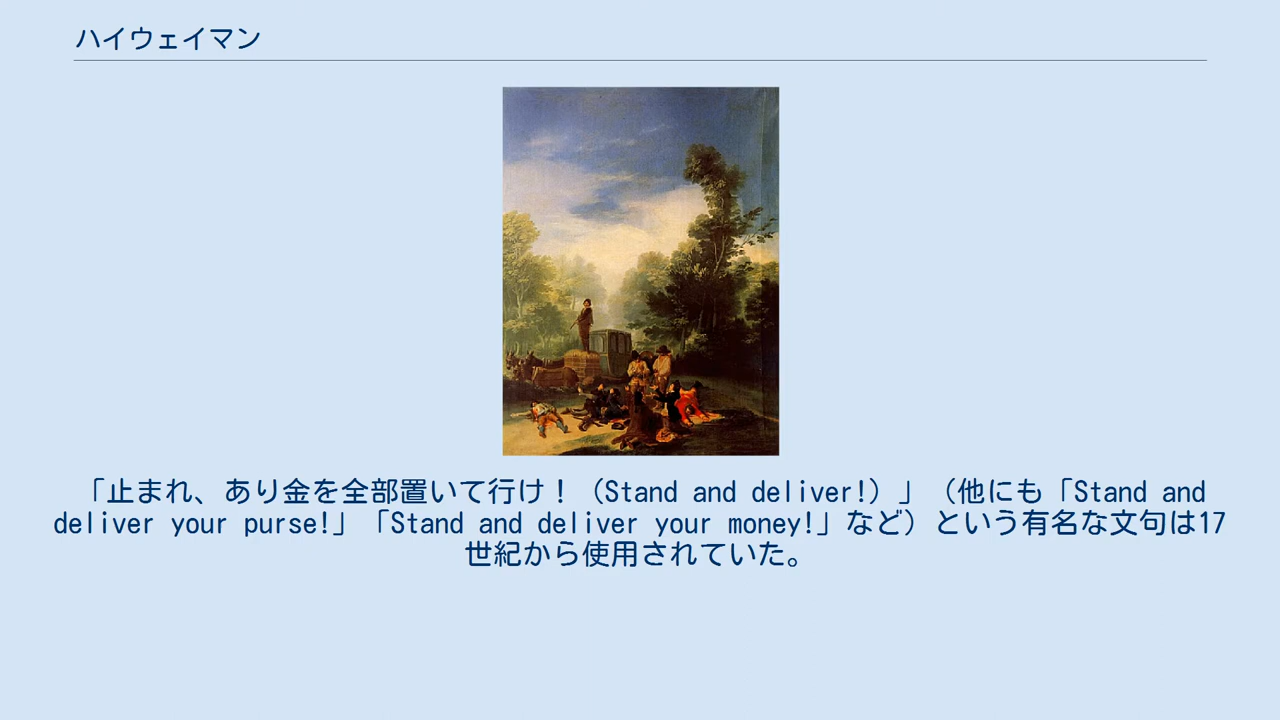 ハイウェイマン
「止まれ、あり金を全部置いて行け！（Stand and deliver!）」（他にも「Stand and
deliver your purse!」「Stand and deliver your money!」など）という有名な文句は17
世紀から使用されていた。